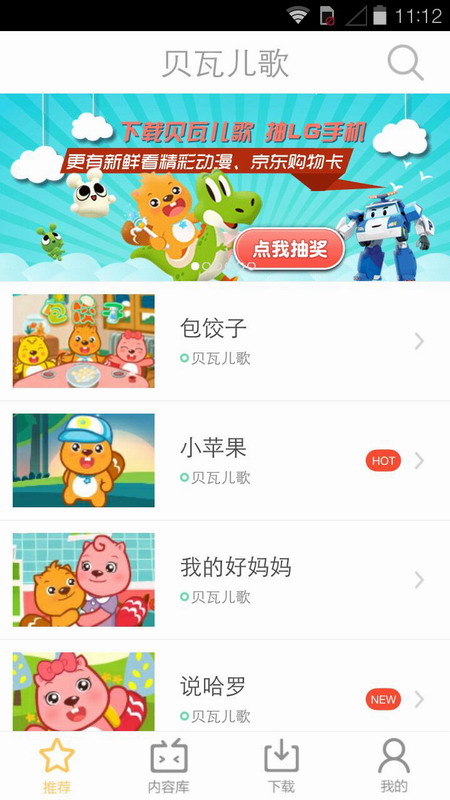 11:12
贝瓦儿歌
下载贝瓦儿歌 抽LG手机
更有新鲜看精彩动漫、京东购物卡
点我抽奖
包饺子
贝瓦儿歌
小苹果
HOT
贝瓦儿歌
我的好妈妈
贝瓦儿歌
说哈罗
NEW
贝瓦儿歌
推荐 内容库 下载 我的